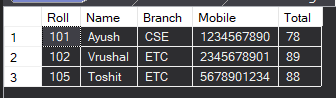 Roll Name Branch Mobile Total
1 101 Ayush CSE 1234567890 78
2 102 Vrushal ETC 2345678901 89
3 105 Toshit ETC 5678901234 88